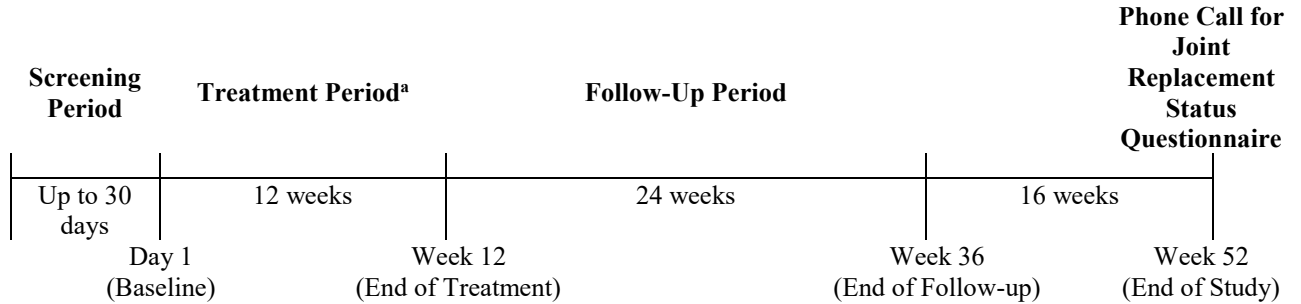 Phone Call for
Joint
Replacement
Status
Questionnaire
Screening
Period
Treatment Periodᵃ
Follow-Up Period
Up to 30
days
12 weeks
24 weeks
16 weeks
Day 1
(Baseline)
Week 12
(End of Treatment)
Week 36
(End of Follow-up)
Week 52
(End of Study)